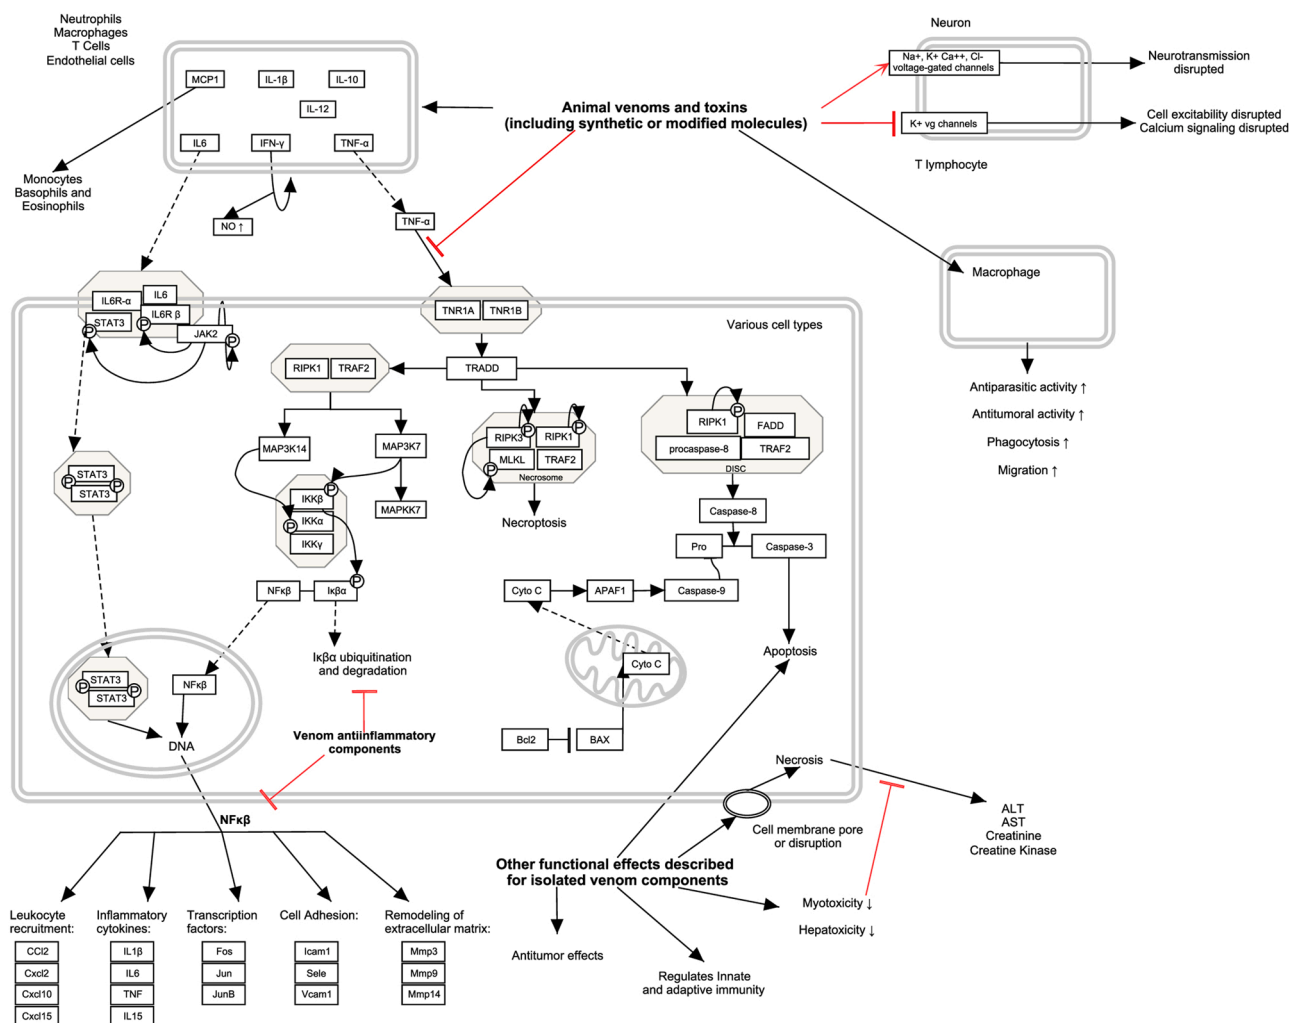 Neutrophils
Macrophages
T Cells
Endothelial cells
MCP1
IL-1β
IL-10
IL-12
IL6
IFN-γ
TNF-α
Monocytes
Basophils and
Eosinophils
NO ↑
TNF-α
Animal venoms and toxins
(including synthetic or modified molecules)
Neuron
Na+, K+ Ca++, Cl-
voltage-gated channels
Neurotransmission
disrupted
K+ vg channels
Cell excitability disrupted
Calcium signaling disrupted
T lymphocyte
Macrophage
Antiparasitic activity ↑
Antitumoral activity ↑
Phagocytosis ↑
Migration ↑
Various cell types
IL6R-α
IL6
IL6R β
STAT3
P
P
JAK2
P
TNR1A
TNR1B
RIPK1
TRAF2
TRADD
MAP3K14
MAP3K7
MAPKK7
P
IKKβ
IKKα
P
IKKγ
P
NFκβ
Iκβα
Iκβα ubiquitination
and degradation
RIPK3
P
RIPK1
P
MLKL
P
TRAF2
Necrosome
Necroptosis
RIPK1
P
FADD
procaspase-8
TRAF2
DISC
Caspase-8
Pro
Caspase-3
Cyto C
APAF1
Caspase-9
Cyto C
Bcl2
BAX
Apoptosis
STAT3
P
P
STAT3
STAT3
P
P
STAT3
NFκβ
DNA
Venom antiinflammatory
components
Necrosis
Cell membrane pore
or disruption
ALT
AST
Creatinine
Creatine Kinase
NFκβ
Other functional effects described
for isolated venom components
Myotoxicity ↓
Hepatoxicity ↓
Antitumor effects
Regulates Innate
and adaptive immunity
Leukocyte
recruitment:
CCl2
Cxcl2
Cxcl10
Cxcl15
Inflammatory
cytokines:
IL1β
IL6
TNF
IL15
Transcription
factors:
Fos
Jun
JunB
Cell Adhesion:
Icam1
Sele
Vcam1
Remodeling of
extracellular matrix:
Mmp3
Mmp9
Mmp14